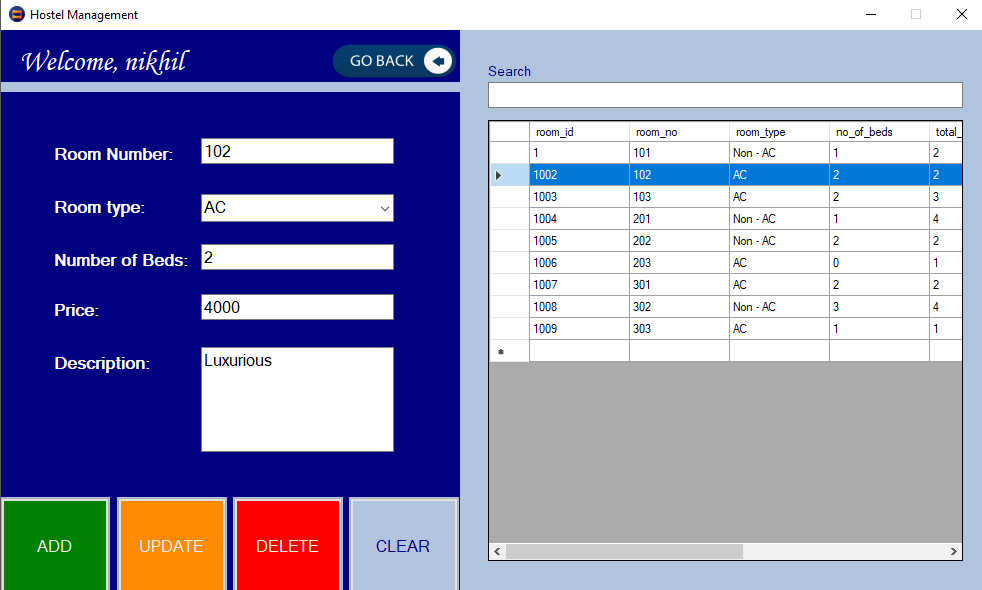 Hostel Management
Welcome, nikhil
GO BACK
Room Number: 102
Room type: AC
Number of Beds: 2
Price: 4000
Description: Luxurious
ADD UPDATE DELETE CLEAR
Search
room_id room_no room_type no_of_beds total_
1 101 Non - AC 1 2
1002 102 AC 2 2
1003 103 AC 2 3
1004 201 Non - AC 1 4
1005 202 Non - AC 2 2
1006 203 AC 0 1
1007 301 AC 2 2
1008 302 Non - AC 3 4
1009 303 AC 1 1